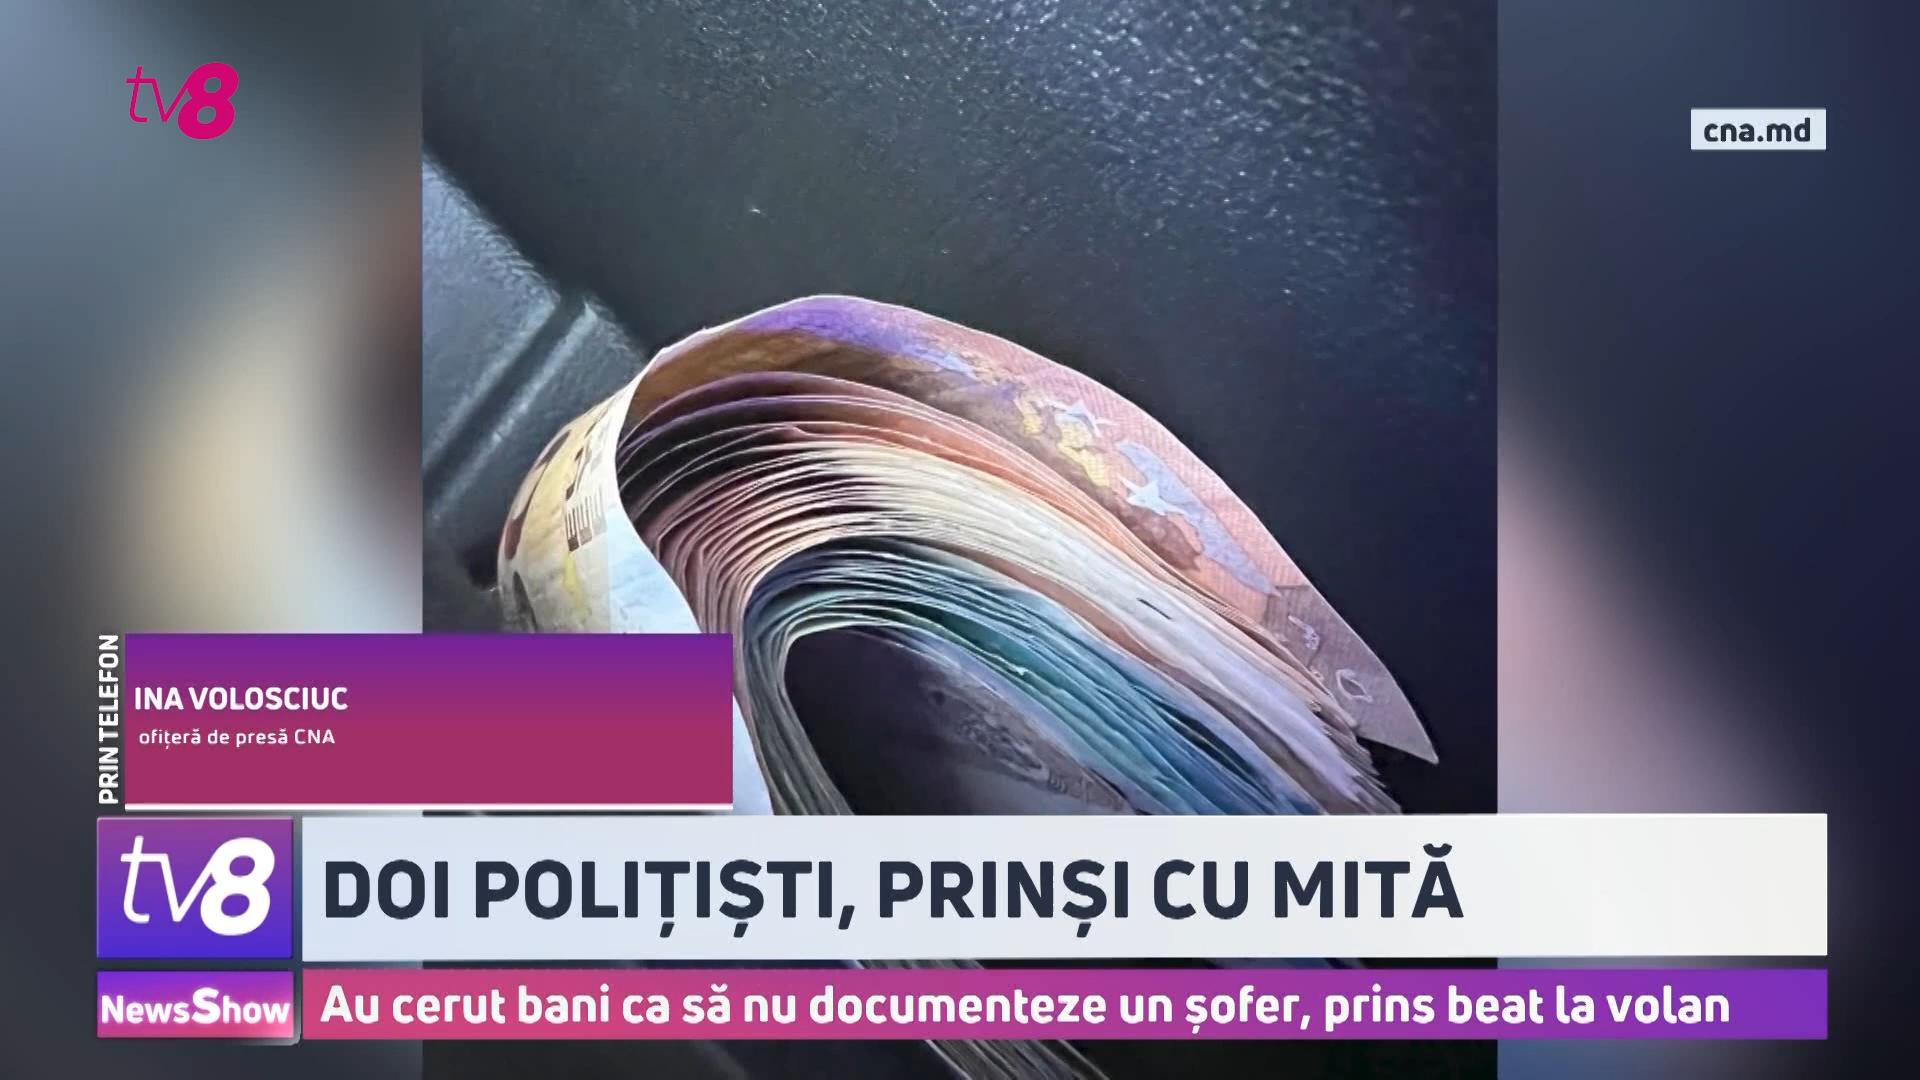 tv8
cna.md
PRIN TELEFON
INA VOLOSCIUC
ofițeră de presă CNA
tv8
DOI POLIȚIȘTI, PRINȘI CU MITĂ
NewsShow
Au cerut bani ca să nu documenteze un șofer, prins beat la volan